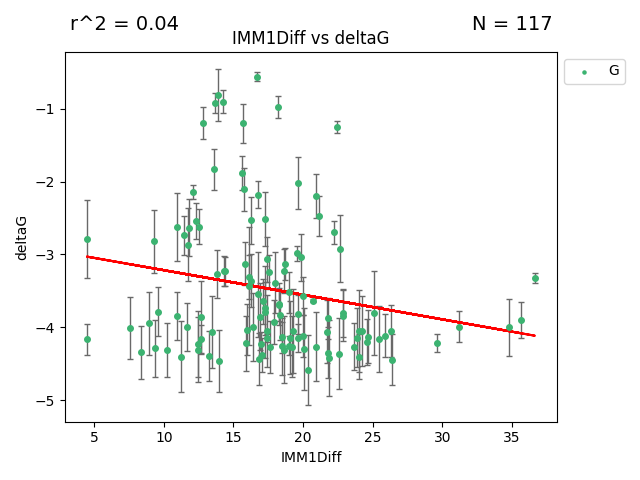 r^2 = 0.04
N = 117
IMM1Diff vs deltaG
G
deltaG
−1
−2
−3
−4
−5
5 10 15 20 25 30 35
IMM1Diff